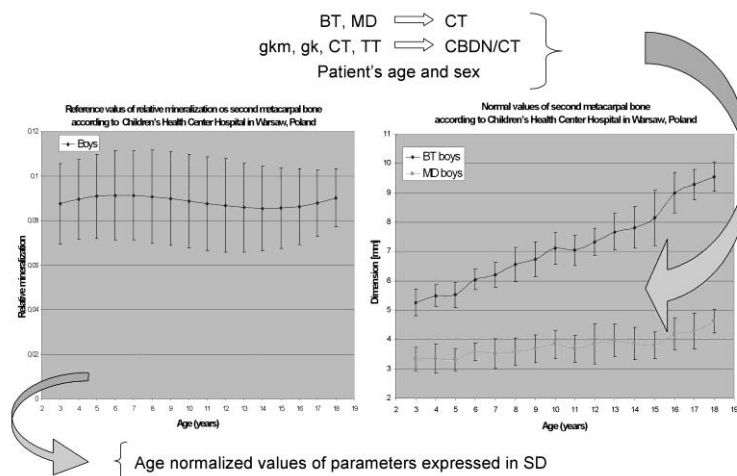 BT, MD CT
gkm, gk, CT, TT CBDN/CT
Patient's age and sex
Reference valus of relative mineralization os second metacarpal bone
according to Children's Health Center Hospital in Warsaw, Poland
Boys
Relative mineralization
0,12
0,1
0,08
0,06
0,04
0,02
0
2 3 4 5 6 7 8 9 10 11 12 13 14 15 16 17 18 19
Age (years)
Normal values of second metacarpal bone
according to Children's Health Center Hospital in Warsaw, Poland
BT boys
MD boys
Dimension [mm]
11
10
9
8
7
6
5
4
3
2
2 3 4 5 6 7 8 9 10 11 12 13 14 15 16 17 18 19
Age (years)
Age normalized values of parameters expressed in SD